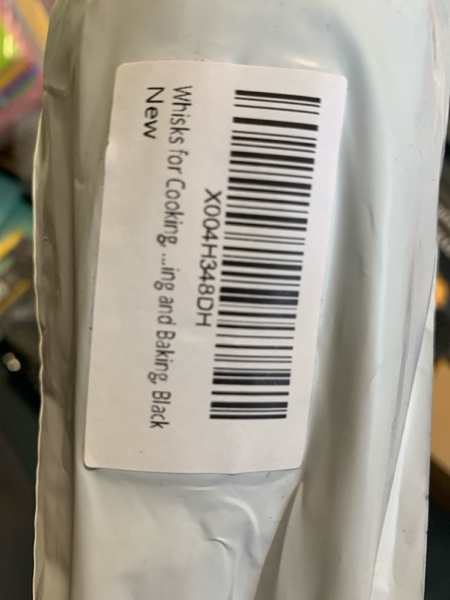 X004H348DH
Whisks for Cooking, ...ing and Baking, Black
New